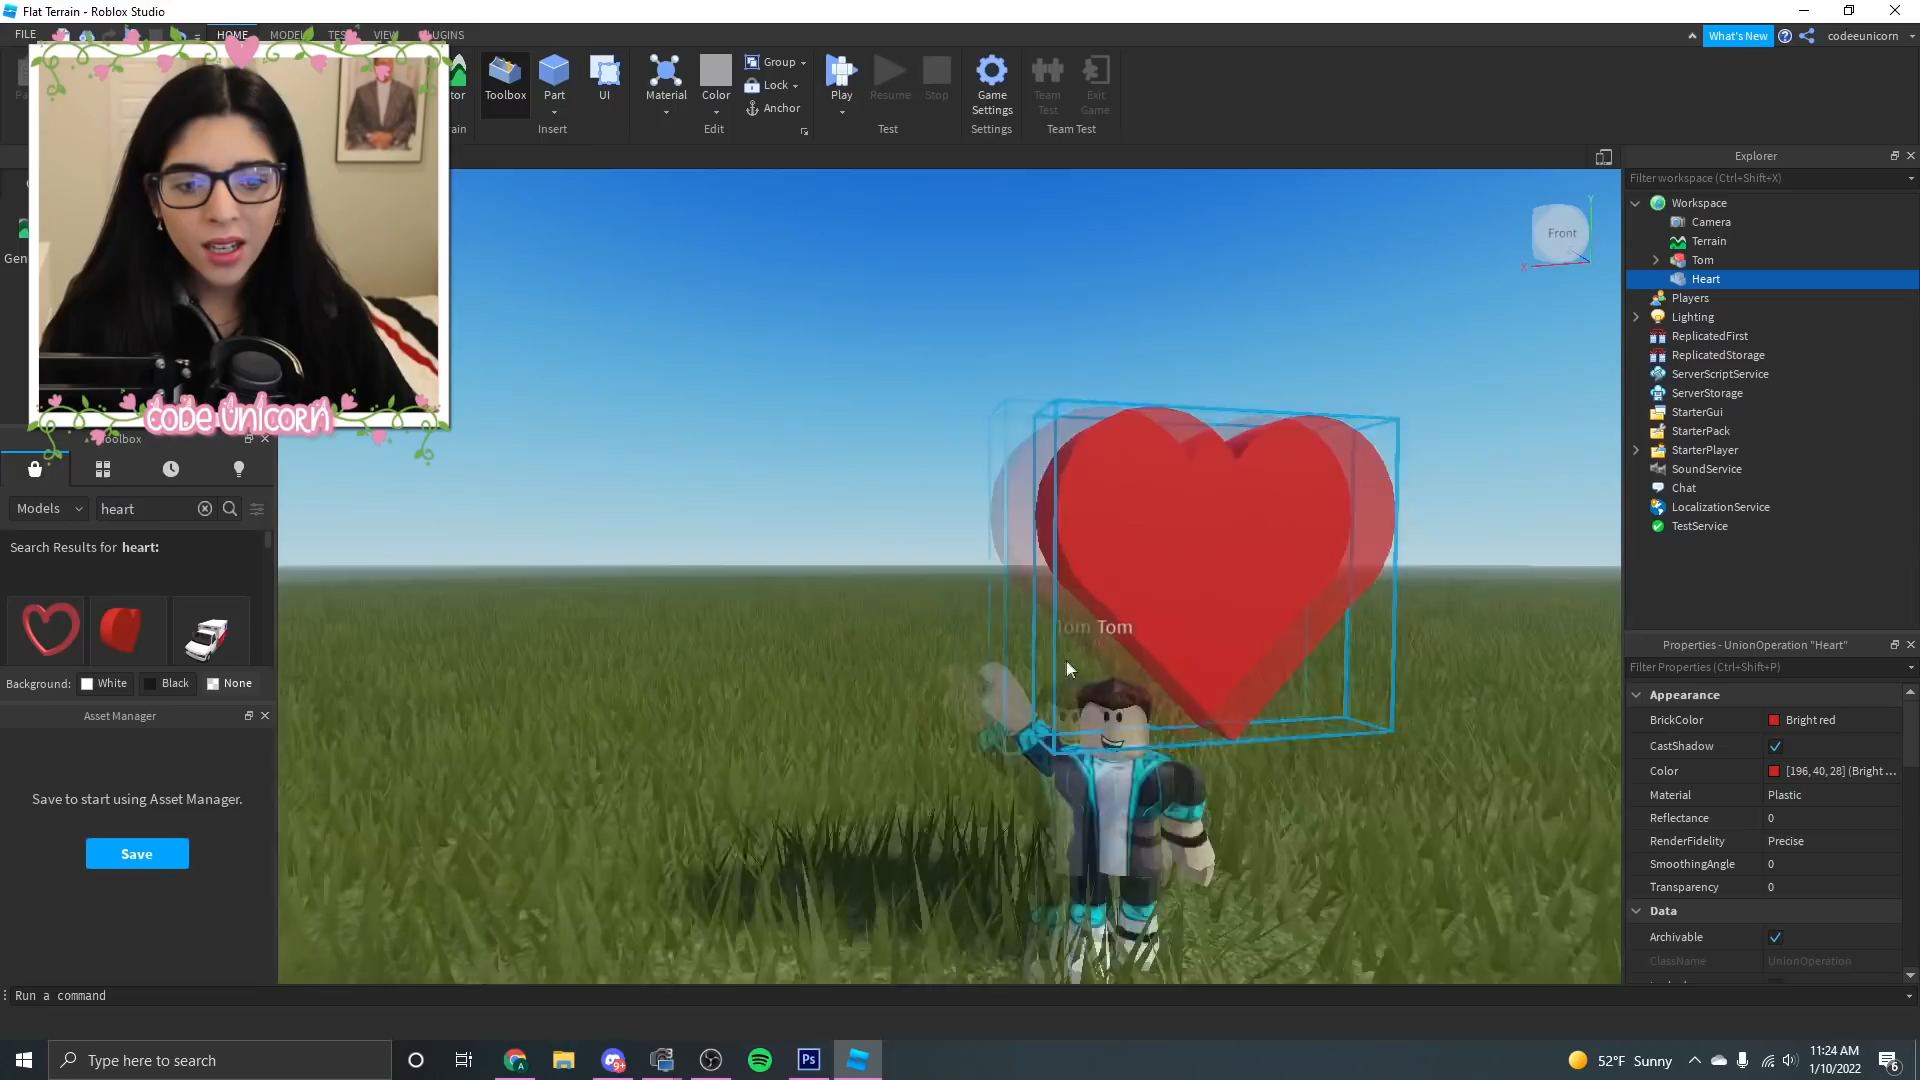 Flat Terrain - Roblox Studio
FILE
HOME
MODEL
VIEW
What's New
codeeunicorn
Toolbox
Part
UI
Insert
Material
Color
Group
Lock
Anchor
Edit
Play
Resume
Stop
Test
Game
Settings
Settings
Team
Test
Exit
Game
Team Test
CODE UNICORN
Models
heart
Search Results for heart:
Background:
White
Black
None
Asset Manager
Save to start using Asset Manager.
Save
Front
Y
X
Tom Tom
Explorer
Filter workspace (Ctrl+Shift+X)
Workspace
Camera
Terrain
Tom
Heart
Players
Lighting
ReplicatedFirst
ReplicatedStorage
ServerScriptService
ServerStorage
StarterGui
StarterPack
StarterPlayer
SoundService
Chat
LocalizationService
TestService
Properties - UnionOperation "Heart"
Filter Properties (Ctrl+Shift+P)
Appearance
BrickColor Bright red
CastShadow
Color [196, 40, 28] (Bright ...
Material Plastic
Reflectance 0
RenderFidelity Precise
SmoothingAngle 0
Transparency 0
Data
Archivable
ClassName UnionOperation
Run a command
Type here to search
9+
Ps
52°F Sunny
11:24 AM
1/10/2022
6